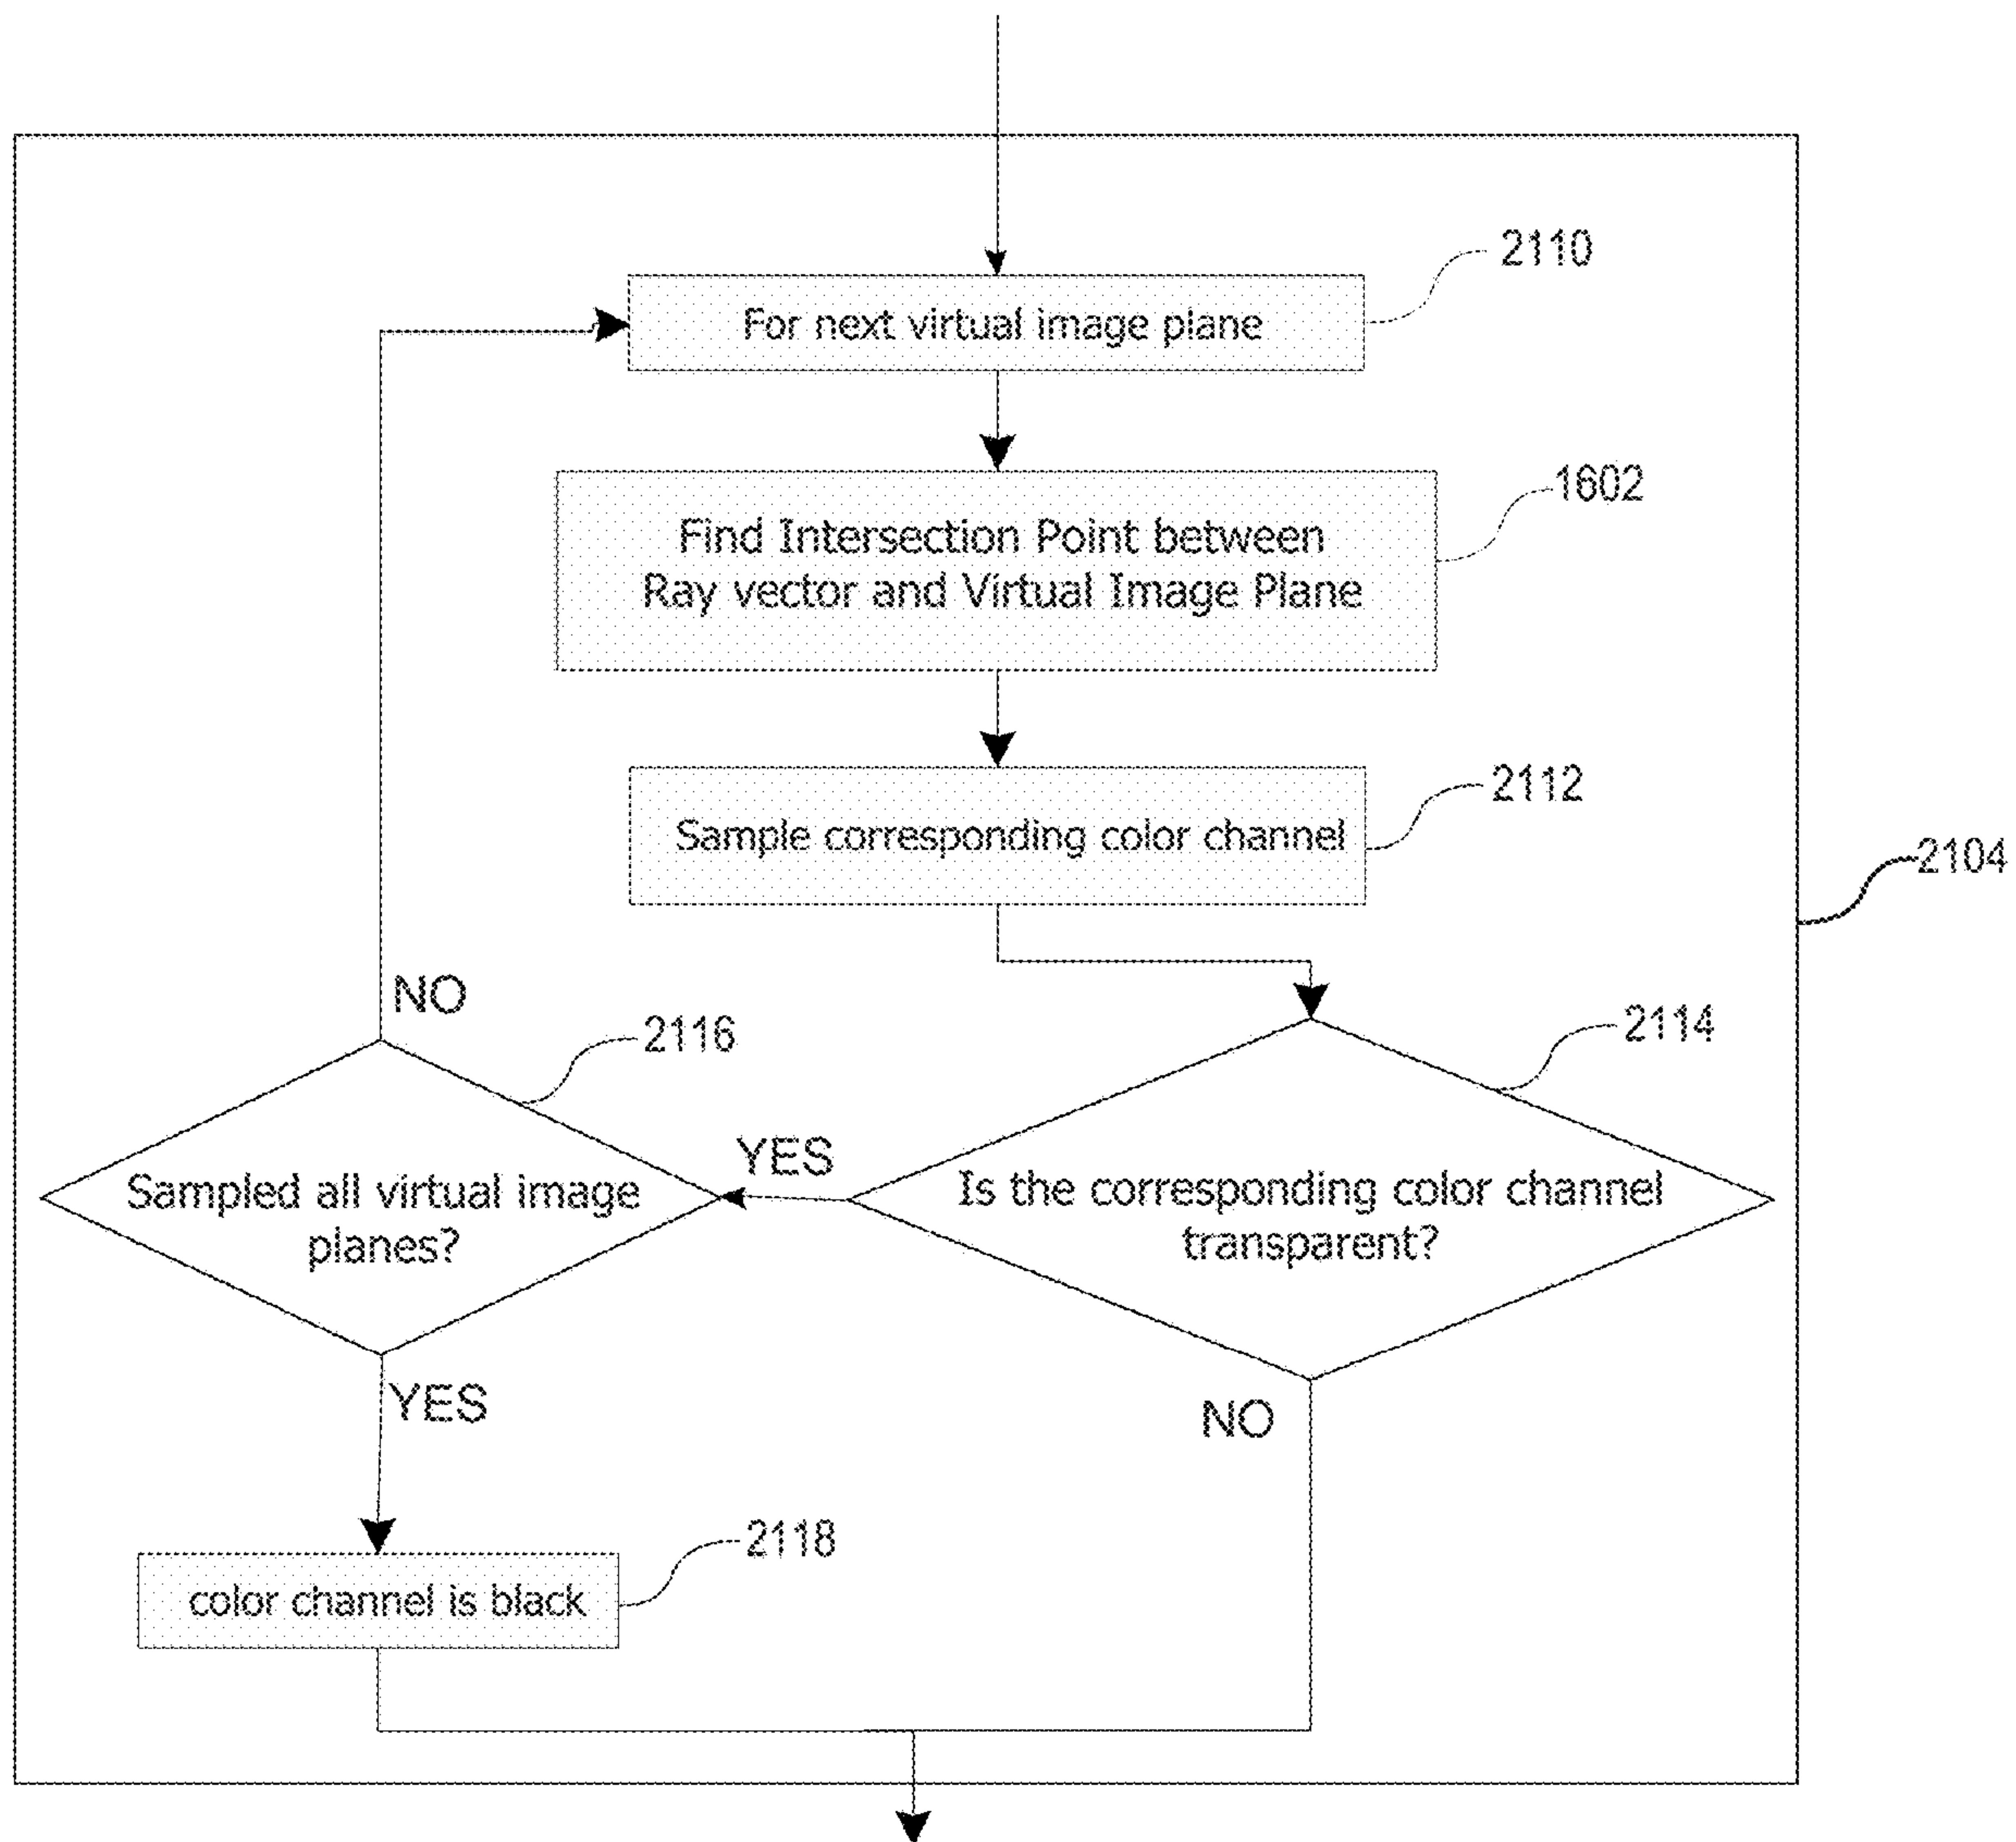 2110
For next virtual image plane
1602
Find Intersection Point between
Ray vector and Virtual Image Plane
2112
Sample corresponding color channel
2104
NO
2116
2114
YES
Sampled all virtual image
planes?
Is the corresponding color channel
transparent?
YES
NO
2118
color channel is black